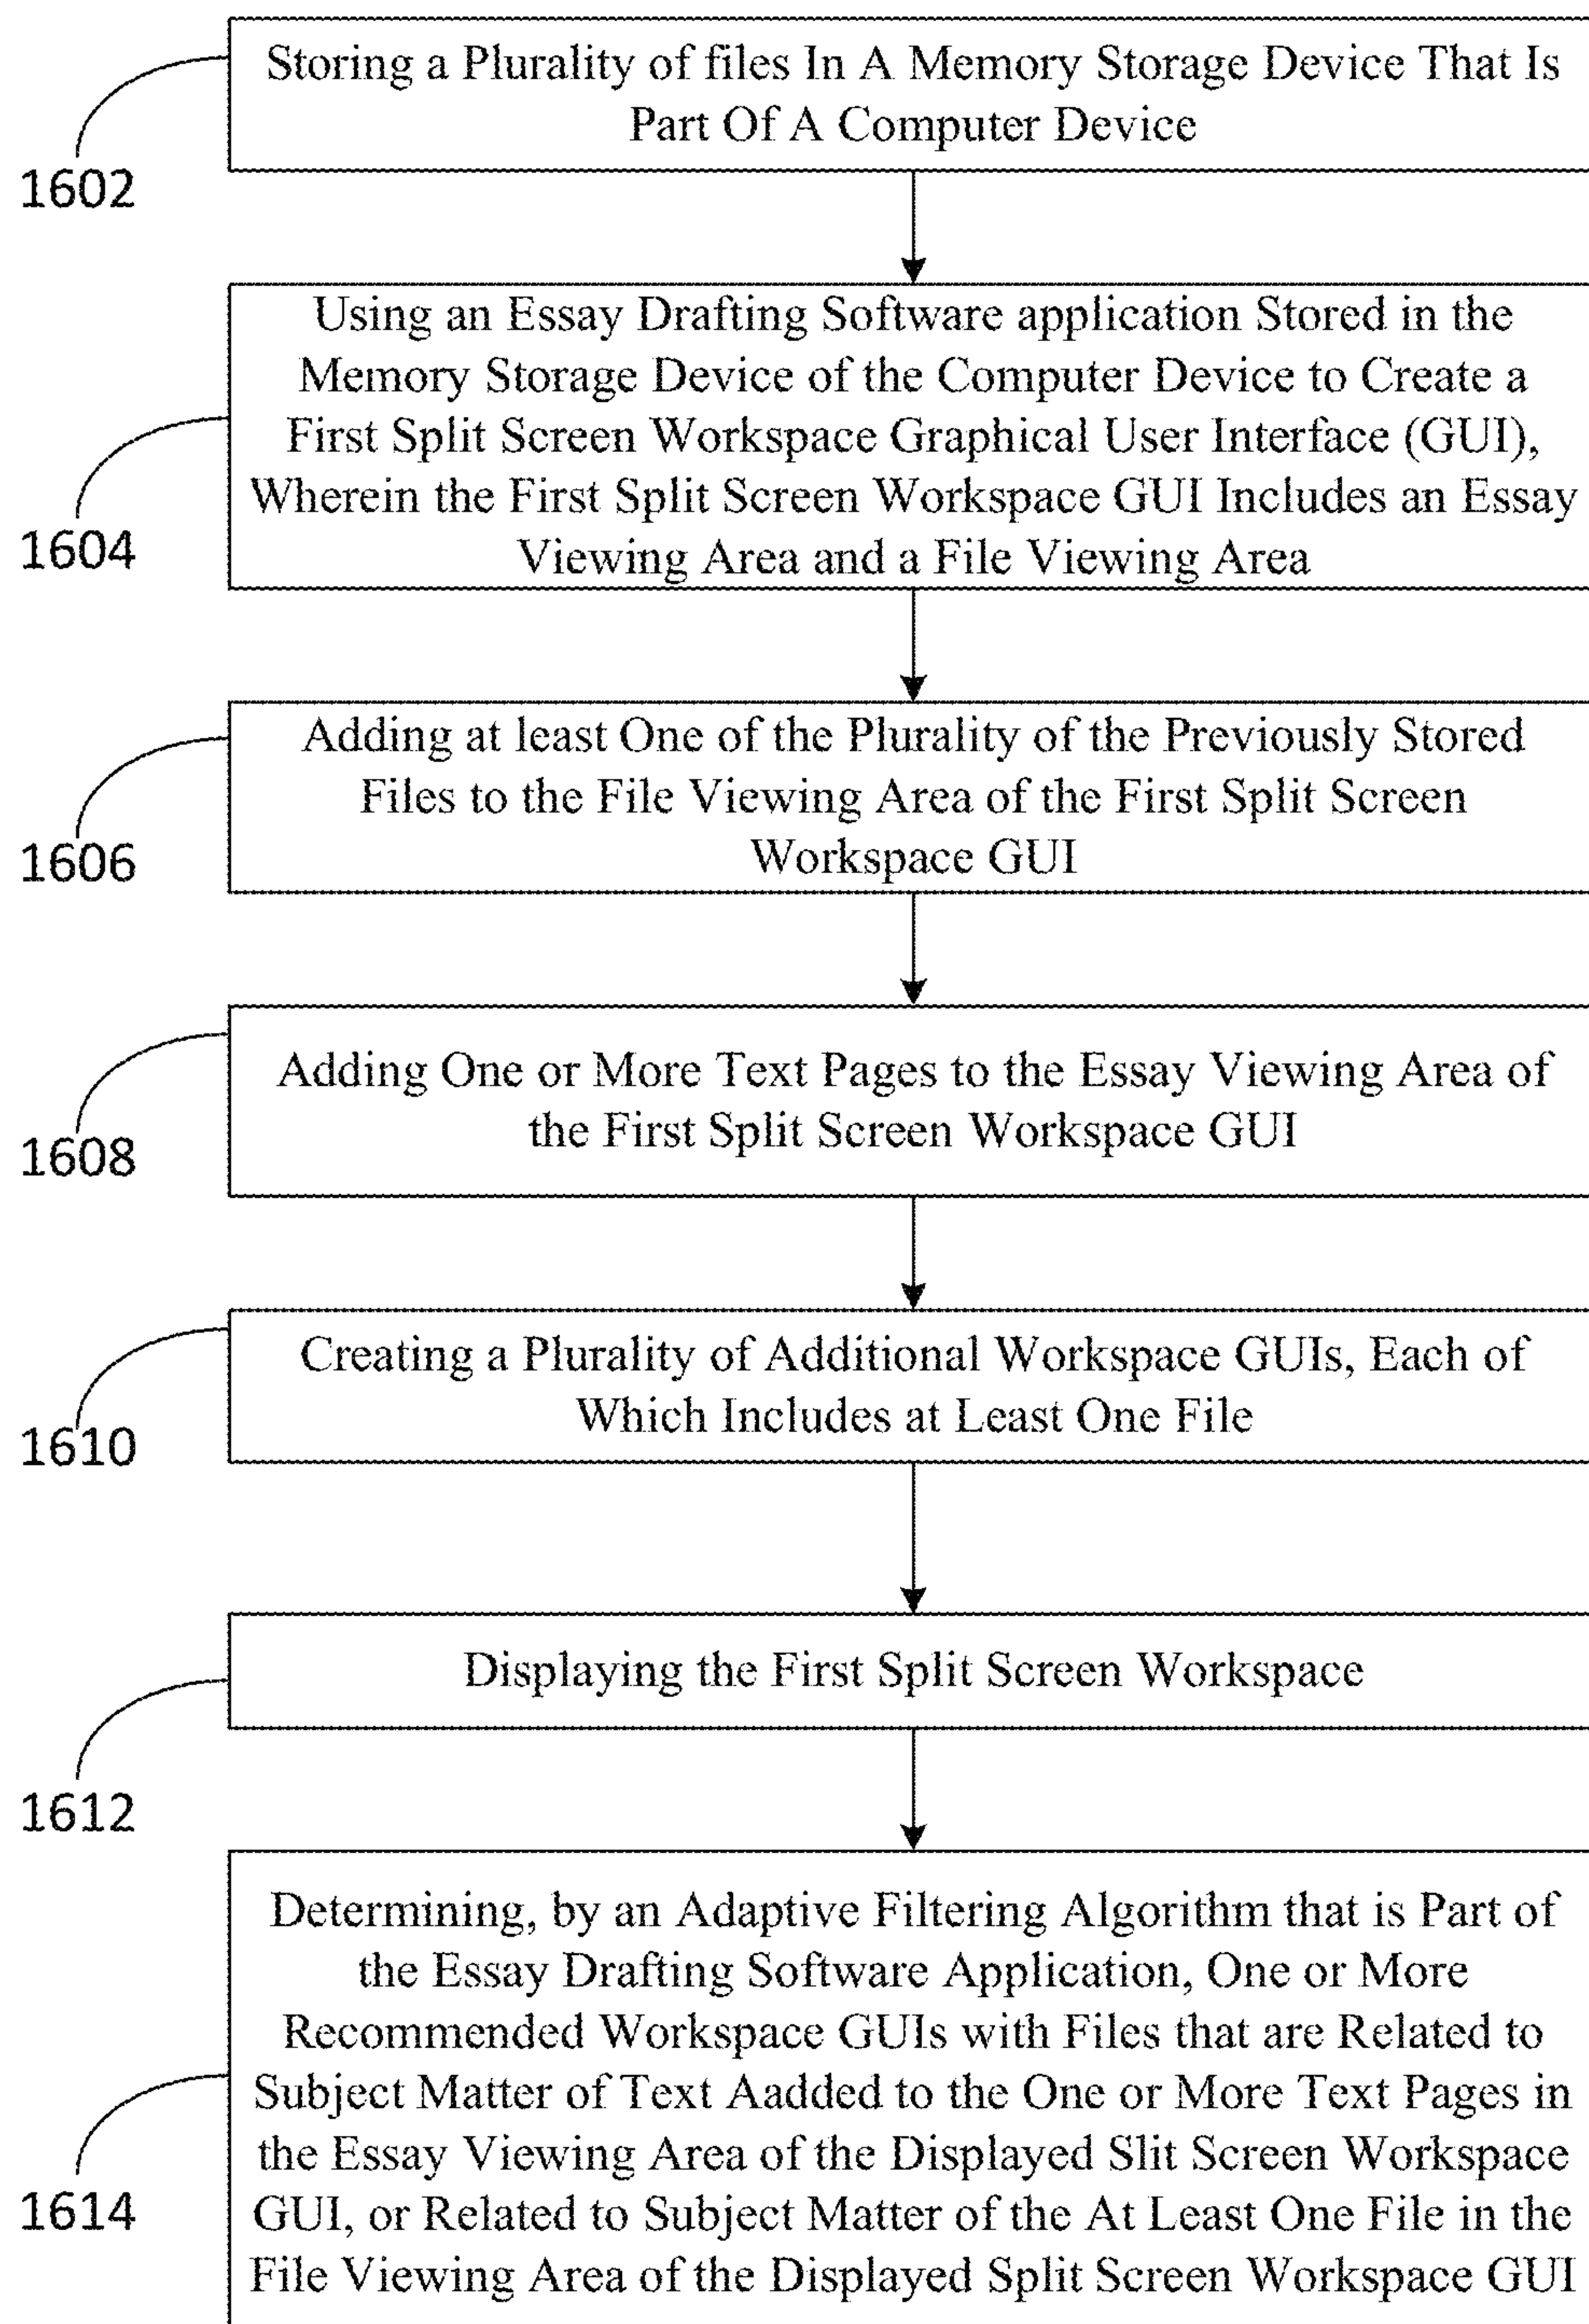 Storing a Plurality of files In A Memory Storage Device That Is
Part Of A Computer Device
1602
Using an Essay Drafting Software application Stored in the
Memory Storage Device of the Computer Device to Create a
First Split Screen Workspace Graphical User Interface (GUI),
Wherein the First Split Screen Workspace GUI Includes an Essay
Viewing Area and a File Viewing Area
1604
Adding at least One of the Plurality of the Previously Stored
Files to the File Viewing Area of the First Split Screen
Workspace GUI
1606
Adding One or More Text Pages to the Essay Viewing Area of
the First Split Screen Workspace GUI
1608
Creating a Plurality of Additional Workspace GUIs, Each of
Which Includes at Least One File
1610
Displaying the First Split Screen Workspace
1612
Determining, by an Adaptive Filtering Algorithm that is Part of
the Essay Drafting Software Application, One or More
Recommended Workspace GUIs with Files that are Related to
Subject Matter of Text Aadded to the One or More Text Pages in
the Essay Viewing Area of the Displayed Slit Screen Workspace
GUI, or Related to Subject Matter of the At Least One File in the
File Viewing Area of the Displayed Split Screen Workspace GUI
1614